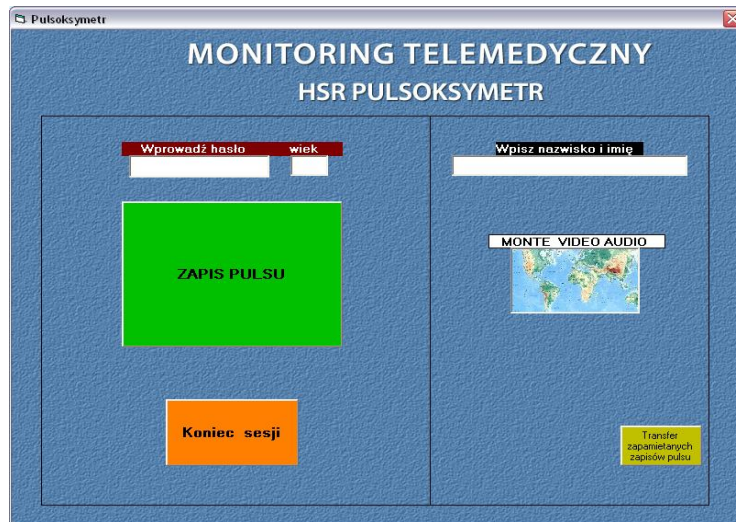 Pulsoksymetr
MONITORING TELEMEDYCZNY
HSR PULSOKSYMETR
Wprowadź hasło wiek
Wpisz nazwisko i imię
ZAPIS PULSU
MONTE VIDEO AUDIO
Koniec sesji
Transfer
zapamietanych
zapisów pulsu